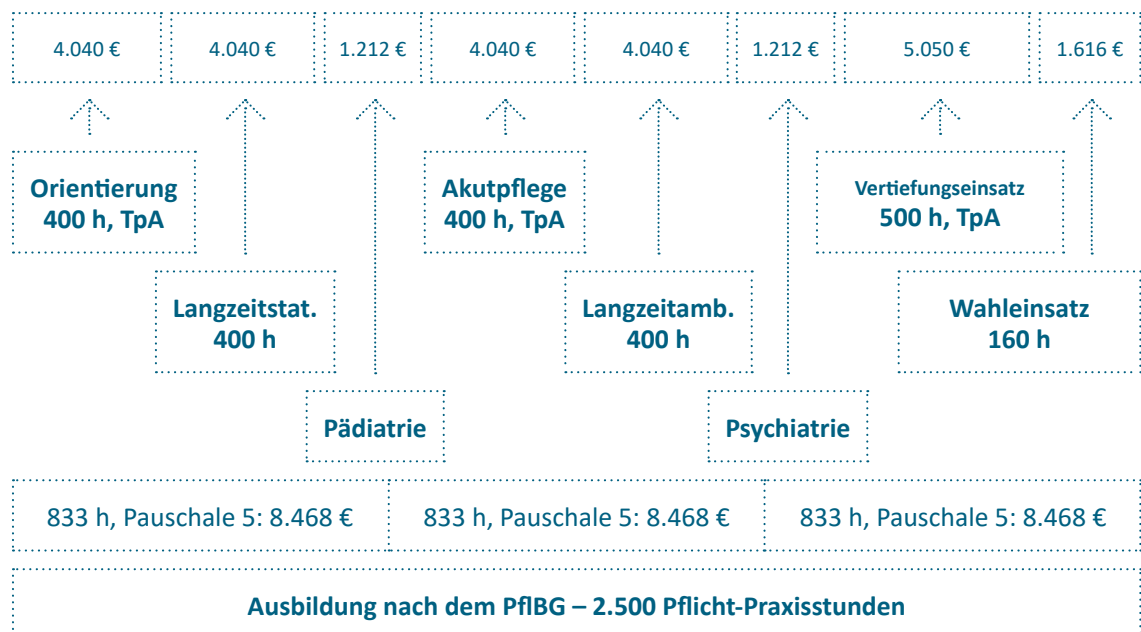 4.040 €
4.040 €
1.212 €
4.040 €
4.040 €
1.212 €
5.050 €
1.616 €
Orientierung
400 h, TpA
Akutpflege
400 h, TpA
Vertiefungseinsatz
500 h, TpA
Langzeitstat.
400 h
Langzeitamb.
400 h
Wahleinsatz
160 h
Pädiatrie
Psychiatrie
833 h, Pauschale 5: 8.468 €
833 h, Pauschale 5: 8.468 €
833 h, Pauschale 5: 8.468 €
Ausbildung nach dem PflBG – 2.500 Pflicht-Praxisstunden